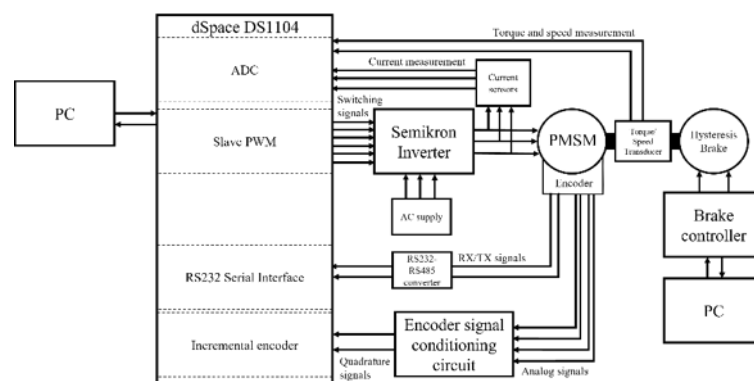 dSpace DS1104
Torque and speed measurement
ADC
Current measurement
Current
sensors
PC
Switching
signals
Slave PWM
Semikron
Inverter
PMSM
Torque/
Speed
Transducer
Hysteresis
Brake
Encoder
AC supply
Brake
controller
RS232 Serial Interface
RS232-
RS485
converter
RX/TX signals
PC
Incremental encoder
Encoder signal
conditioning
circuit
Quadrature
signals
Analog signals